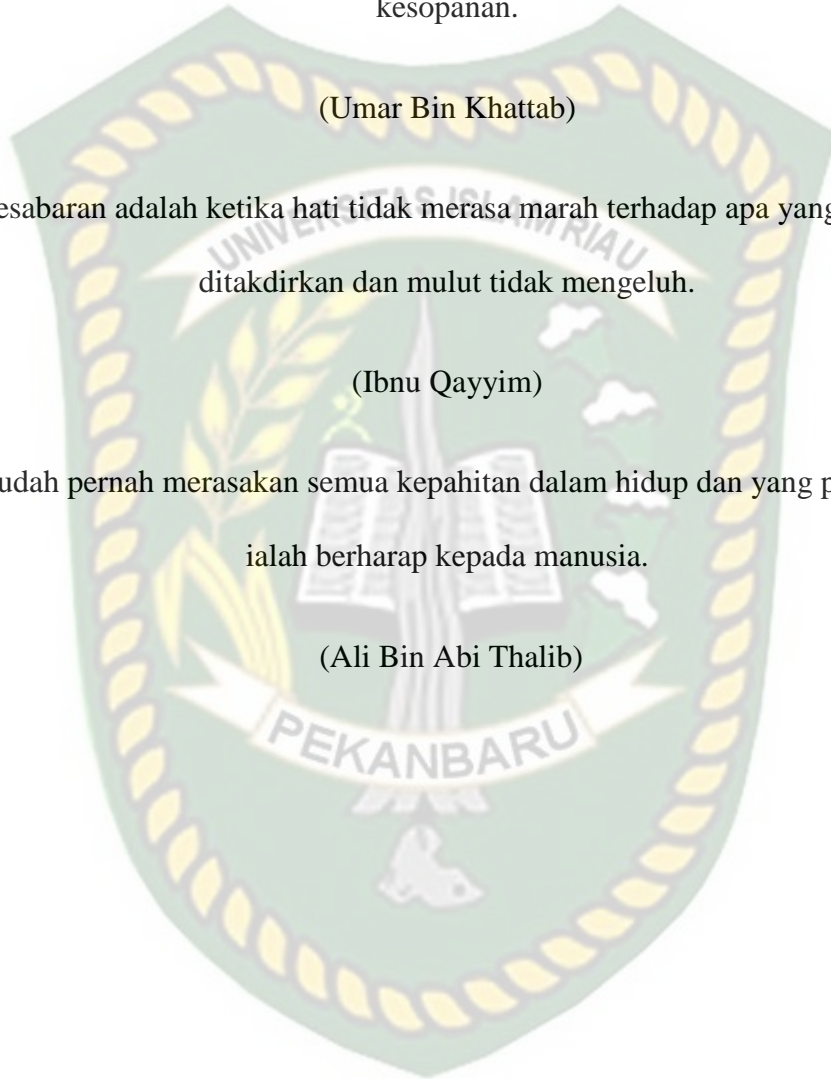 kesopanan.
(Umar Bin Khattab)
esabaran adalah ketika hati tidak merasa marah terhadap apa yang
UNIVERSITAS ISLAM RIAU
ditakdirkan dan mulut tidak mengeluh.
(Ibnu Qayyim)
udah pernah merasakan semua kepahitan dalam hidup dan yang p
ialah berharap kepada manusia.
(Ali Bin Abi Thalib)
PEKANBARU